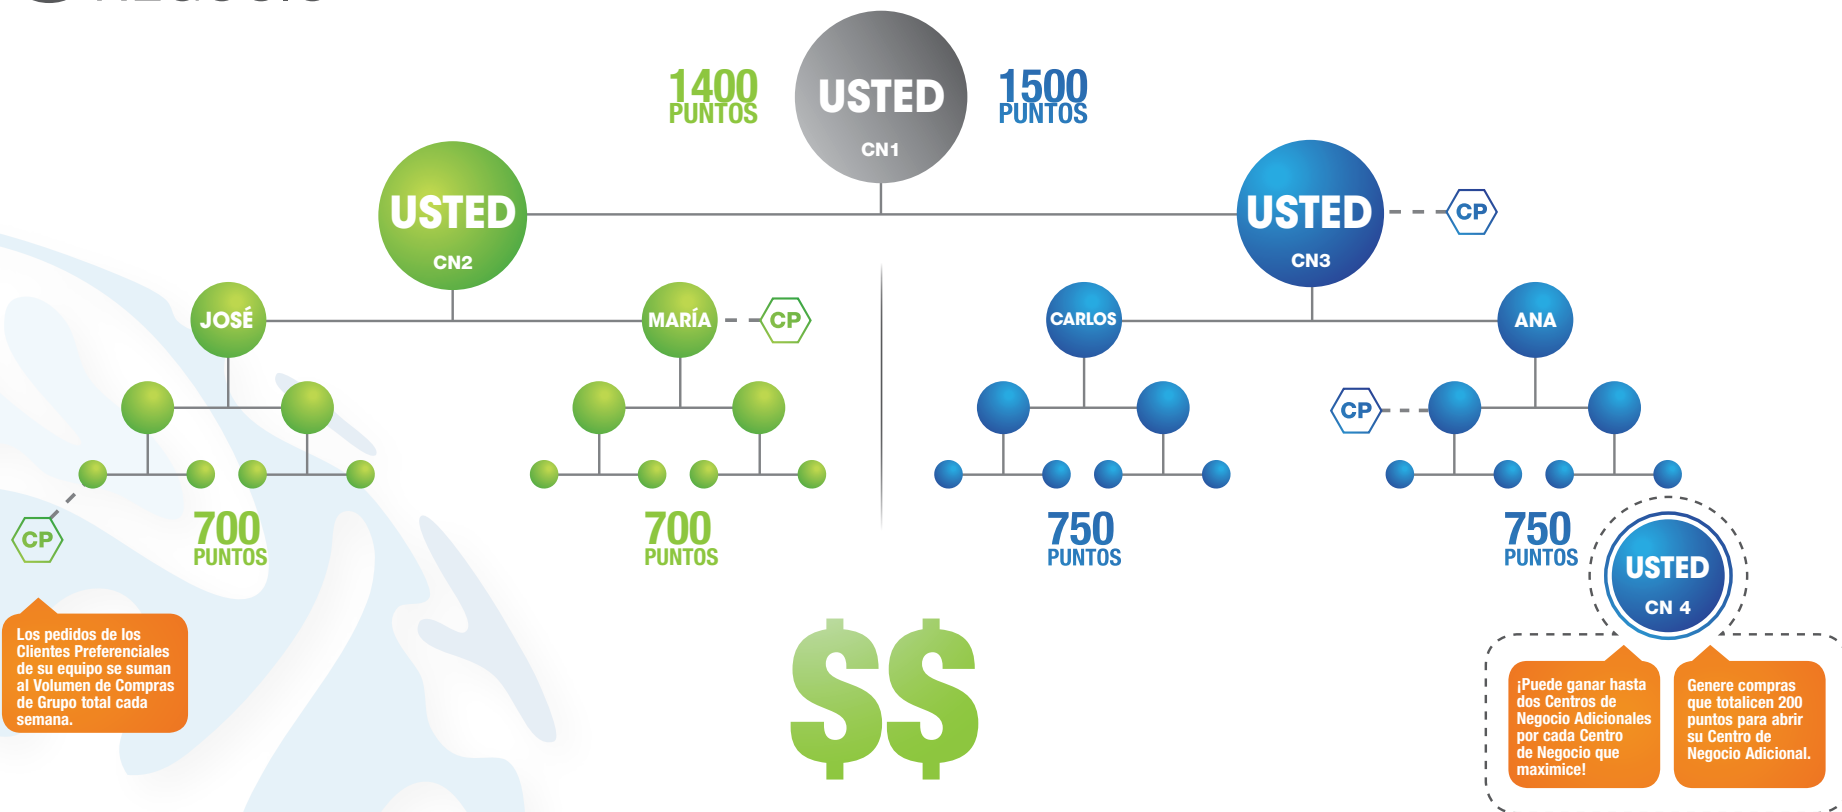 1400
PUNTOS
USTED
CN1
1500
PUNTOS
USTED
CN2
USTED
CN3
CP
JOSÉ
MARÍA
CP
CARLOS
ANA
CP
CP
700
PUNTOS
700
PUNTOS
750
PUNTOS
750
PUNTOS
USTED
CN 4
Los pedidos de los
Clientes Preferenciales
de su equipo se suman
al Volumen de Compras
de Grupo total cada
semana.
$$
¡Puede ganar hasta
dos Centros de
Negocio Adicionales
por cada Centro
de Negocio que
maximice!
Genere compras
que totalicen 200
puntos para abrir
su Centro de
Negocio Adicional.